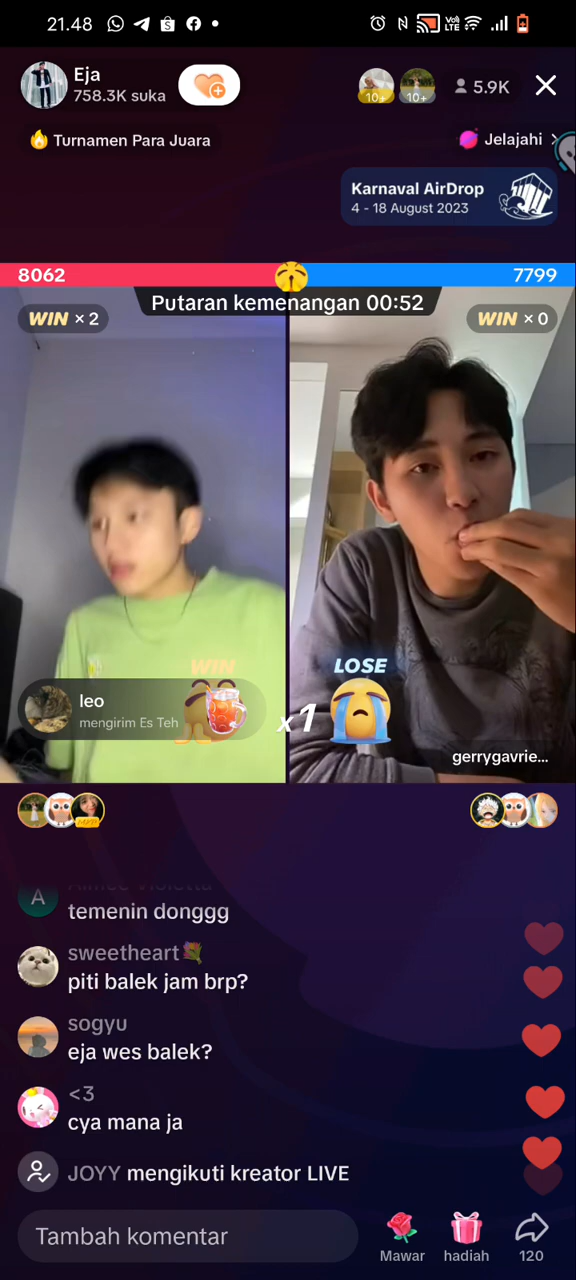 21.48
VoLTE
Eja
758.3K suka
10+
10+
5.9K
Turnamen Para Juara
Jelajahi
Karnaval AirDrop
4 - 18 August 2023
8062
7799
Putaran kemenangan 00:52
WIN × 2
WIN × 0
WIN
LOSE
leo
mengirim Es Teh
x1
gerrygavrie...
A
temenin donggg
sweetheart
piti balek jam brp?
sogyu
eja wes balek?
<3
cya mana ja
JOYY mengikuti kreator LIVE
Tambah komentar
Mawar
hadiah
120